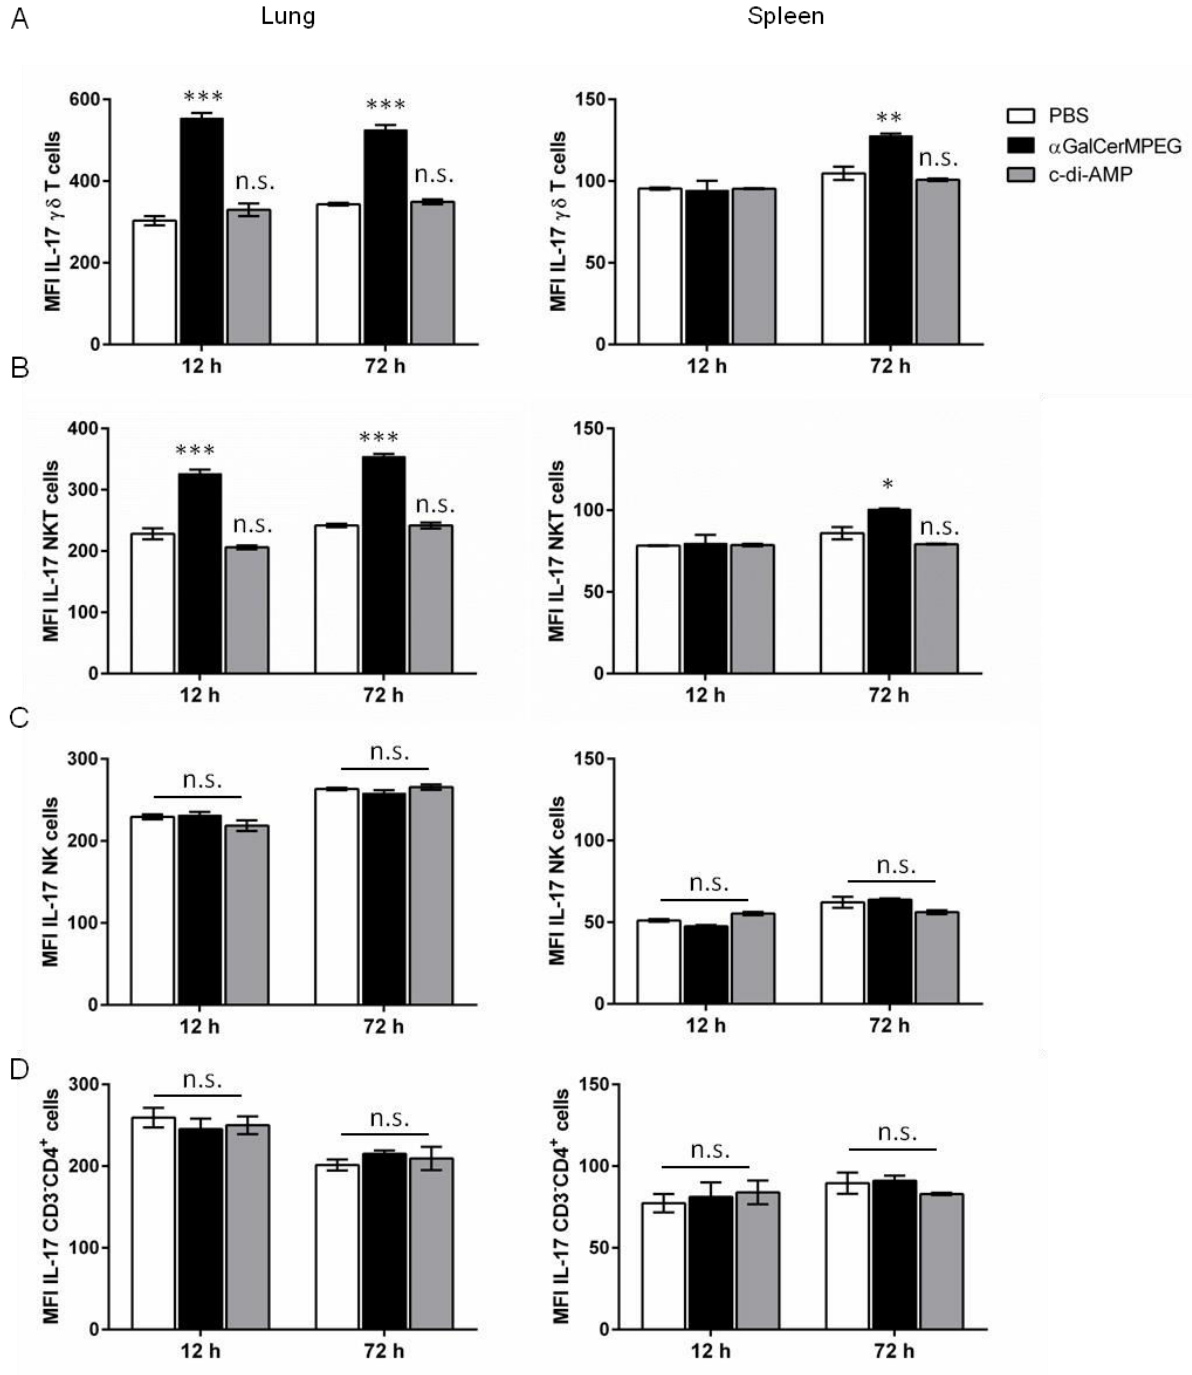 A
Lung
Spleen
MFI IL-17 γδ T cells
600
400
200
0
***
n.s.
***
n.s.
12 h
72 h
MFI IL-17 γδ T cells
150
100
50
0
**
n.s.
12 h
72 h
PBS
αGalCerMPEG
c-di-AMP
B
MFI IL-17 NKT cells
400
300
200
100
0
***
n.s.
***
n.s.
12 h
72 h
MFI IL-17 NKT cells
150
100
50
0
*
n.s.
12 h
72 h
C
MFI IL-17 NK cells
300
200
100
0
n.s.
n.s.
12 h
72 h
MFI IL-17 NK cells
150
100
50
0
n.s.
n.s.
12 h
72 h
D
MFI IL-17 CD3⁻CD4⁺ cells
300
200
100
0
n.s.
n.s.
12 h
72 h
MFI IL-17 CD3⁻CD4⁺ cells
150
100
50
0
n.s.
n.s.
12 h
72 h